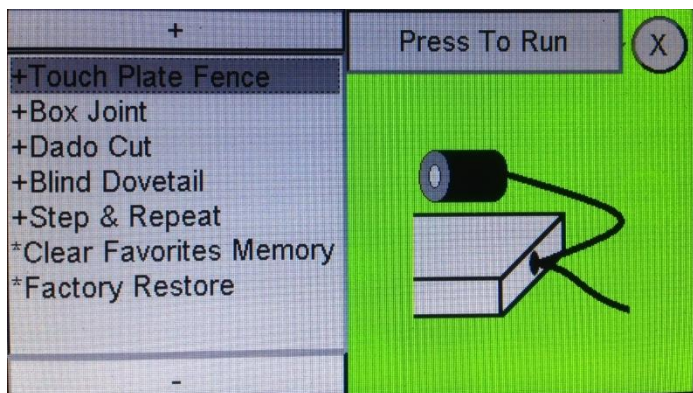 +
+Touch Plate Fence
+Box Joint
+Dado Cut
+Blind Dovetail
+Step & Repeat
*Clear Favorites Memory
*Factory Restore
-
Press To Run
X